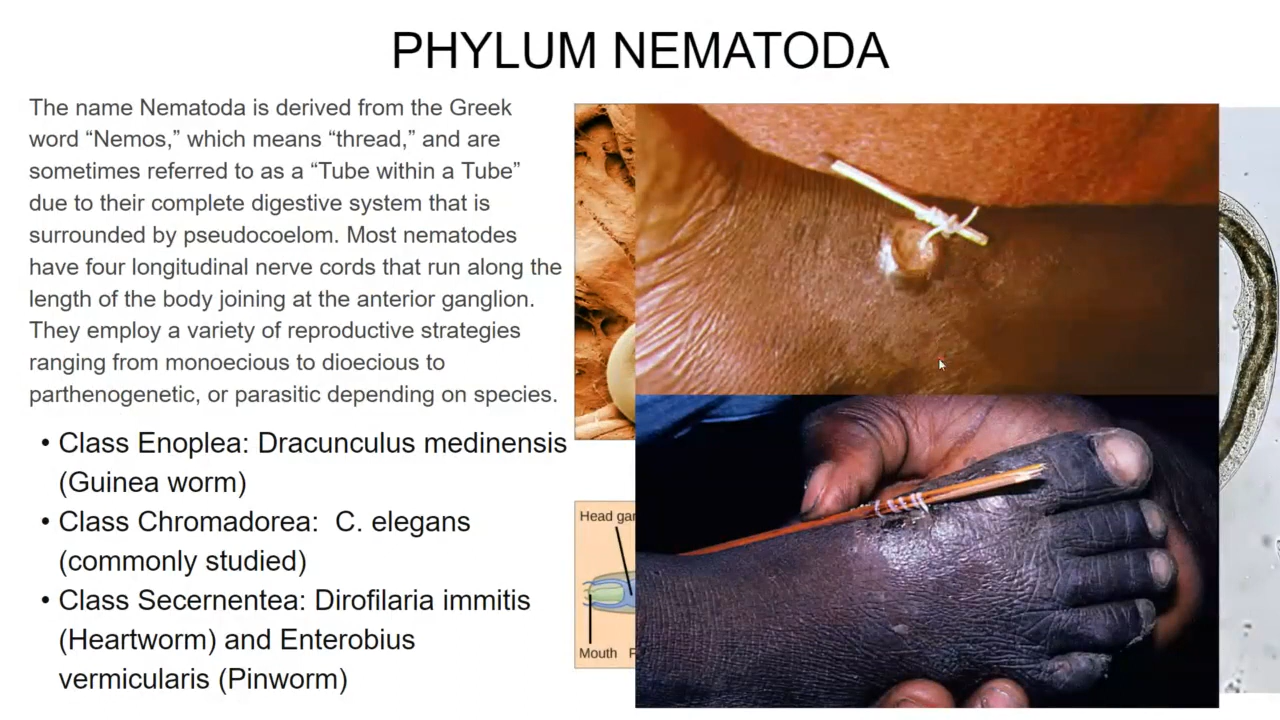 PHYLUM NEMATODA
The name Nematoda is derived from the Greek
word “Nemos,” which means “thread,” and are
sometimes referred to as a “Tube within a Tube”
due to their complete digestive system that is
surrounded by pseudocoelom. Most nematodes
have four longitudinal nerve cords that run along the
length of the body joining at the anterior ganglion.
They employ a variety of reproductive strategies
ranging from monoecious to dioecious to
parthenogenetic, or parasitic depending on species.
• Class Enoplea: Dracunculus medinensis
(Guinea worm)
• Class Chromadorea: C. elegans
(commonly studied)
• Class Secernentea: Dirofilaria immitis
(Heartworm) and Enterobius
vermicularis (Pinworm)
Head
Mouth